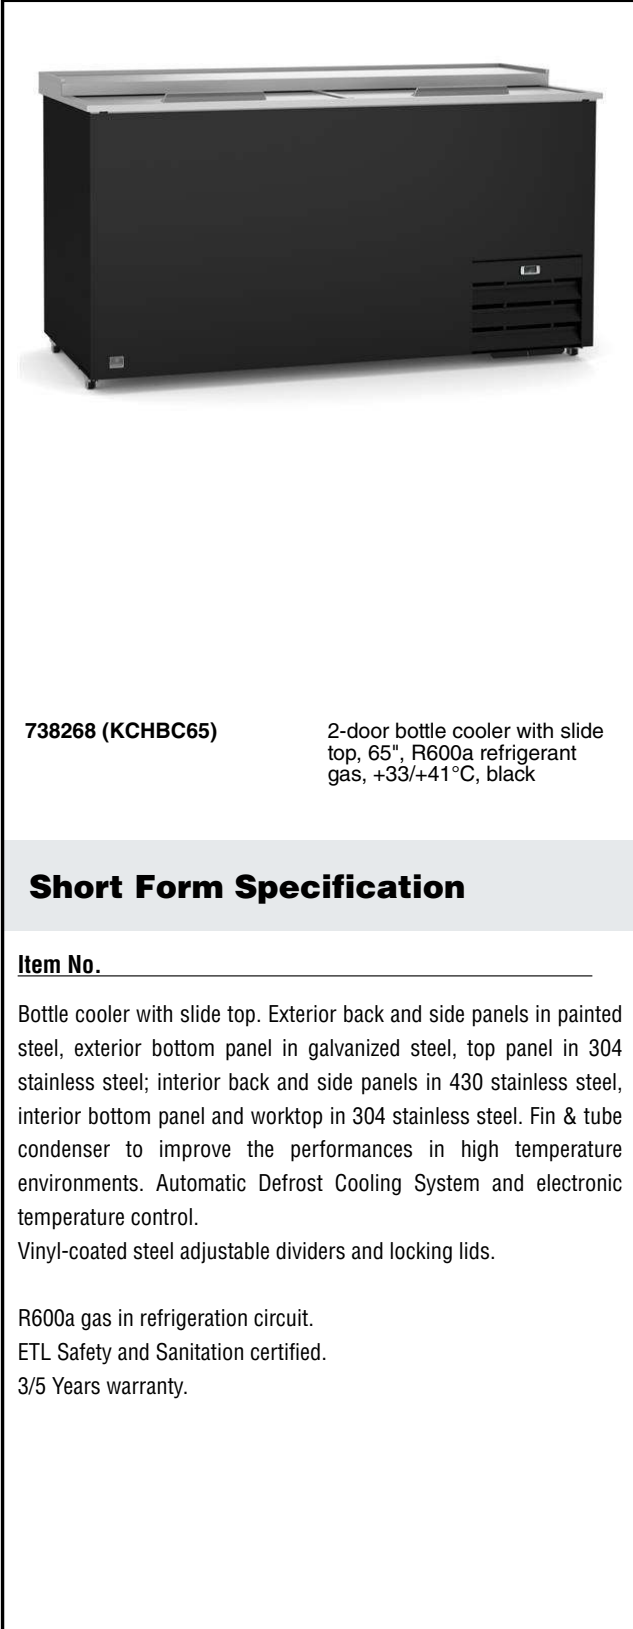 738268 (KCHBC65)
2-door bottle cooler with slide
top, 65", R600a refrigerant
gas, +33/+41°C, black
Short Form Specification
Item No.
Bottle cooler with slide top. Exterior back and side panels in painted
steel, exterior bottom panel in galvanized steel, top panel in 304
stainless steel; interior back and side panels in 430 stainless steel,
interior bottom panel and worktop in 304 stainless steel. Fin & tube
condenser to improve the performances in high temperature
environments. Automatic Defrost Cooling System and electronic
temperature control.
Vinyl-coated steel adjustable dividers and locking lids.
R600a gas in refrigeration circuit.
ETL Safety and Sanitation certified.
3/5 Years warranty.